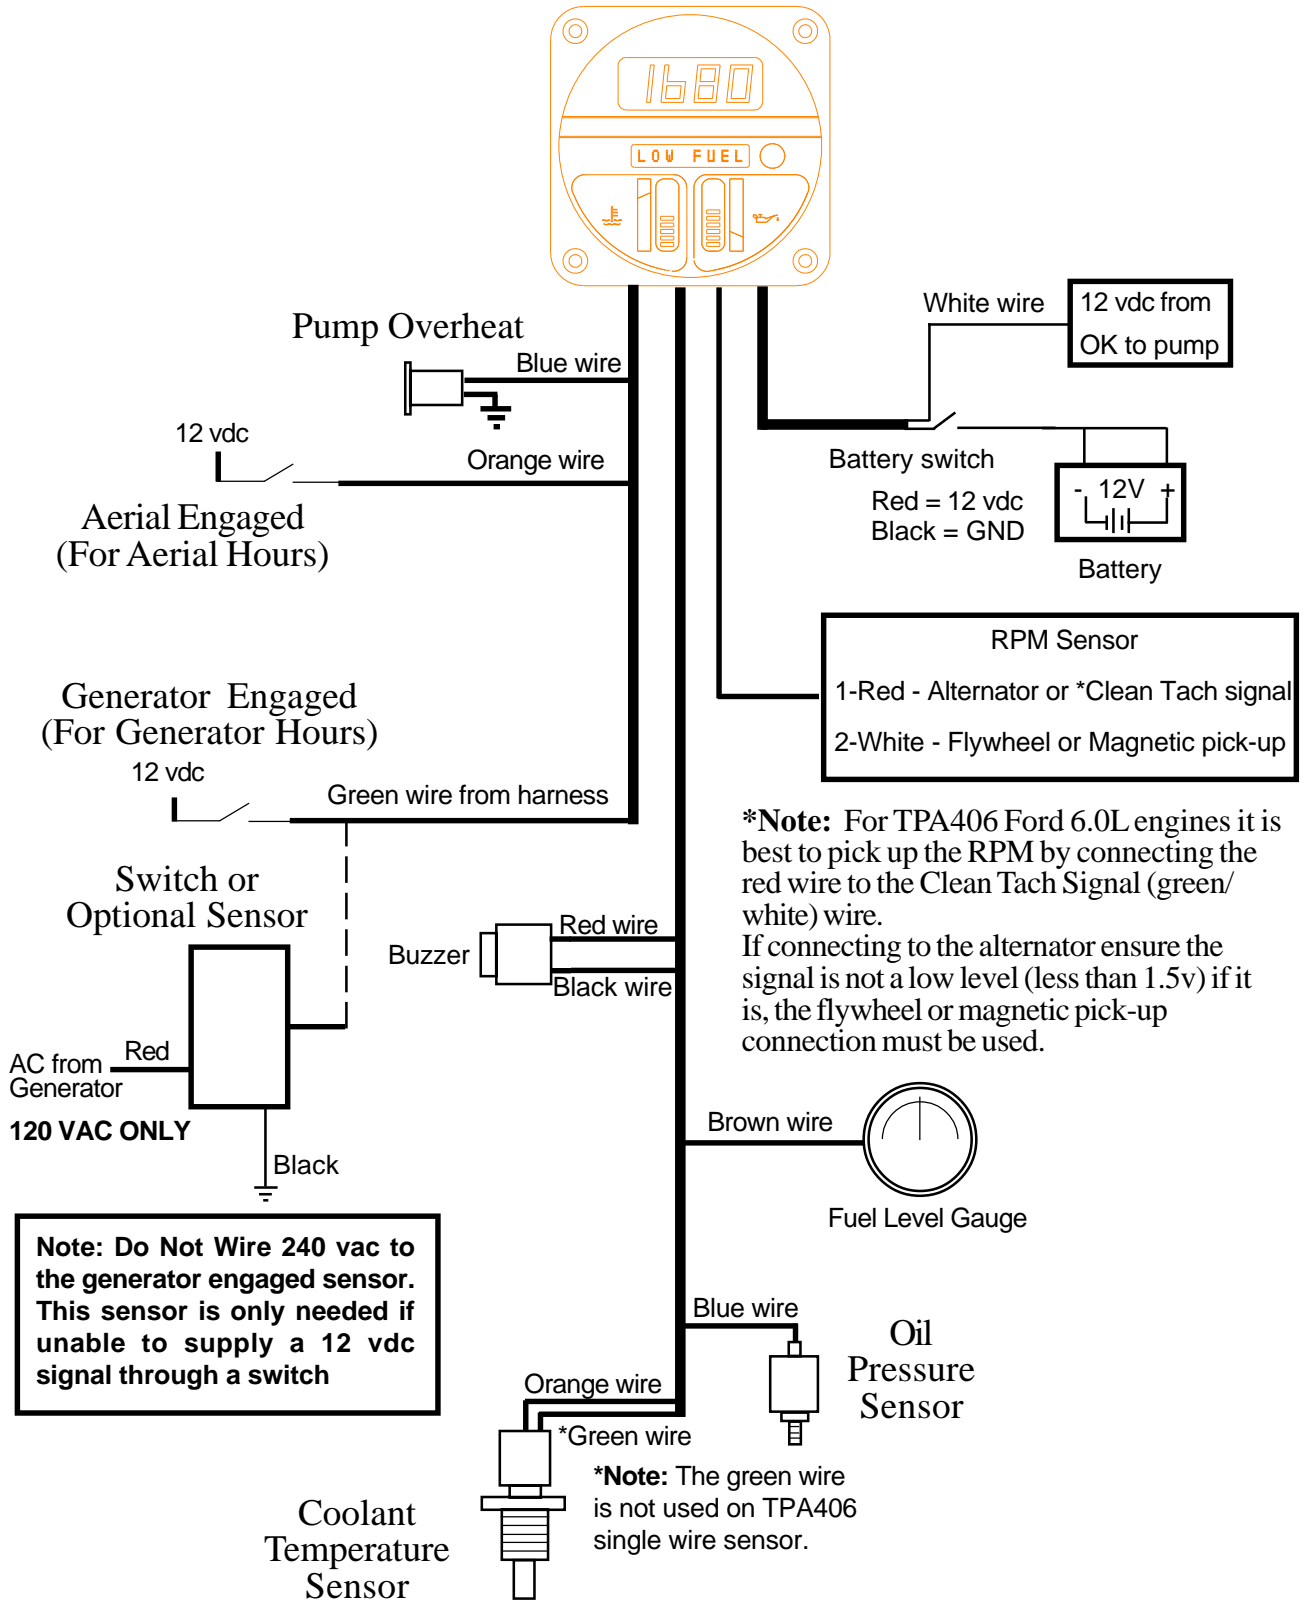 1680
LOW FUEL
Pump Overheat
Blue wire
White wire
12 vdc from
OK to pump
12 vdc
Orange wire
Aerial Engaged
(For Aerial Hours)
Battery switch
Red = 12 vdc
Black = GND
- 12V +
Battery
RPM Sensor
1-Red - Alternator or *Clean Tach signal
2-White - Flywheel or Magnetic pick-up
Generator Engaged
(For Generator Hours)
12 vdc
Green wire from harness
*Note: For TPA406 Ford 6.0L engines it is
best to pick up the RPM by connecting the
red wire to the Clean Tach Signal (green/
white) wire.
If connecting to the alternator ensure the
signal is not a low level (less than 1.5v) if it
is, the flywheel or magnetic pick-up
connection must be used.
Switch or
Optional Sensor
Buzzer
Red wire
Black wire
AC from
Generator
Red
120 VAC ONLY
Black
Brown wire
Fuel Level Gauge
Note: Do Not Wire 240 vac to
the generator engaged sensor.
This sensor is only needed if
unable to supply a 12 vdc
signal through a switch
Blue wire
Oil
Pressure
Sensor
Orange wire
*Green wire
*Note: The green wire
is not used on TPA406
single wire sensor.
Coolant
Temperature
Sensor